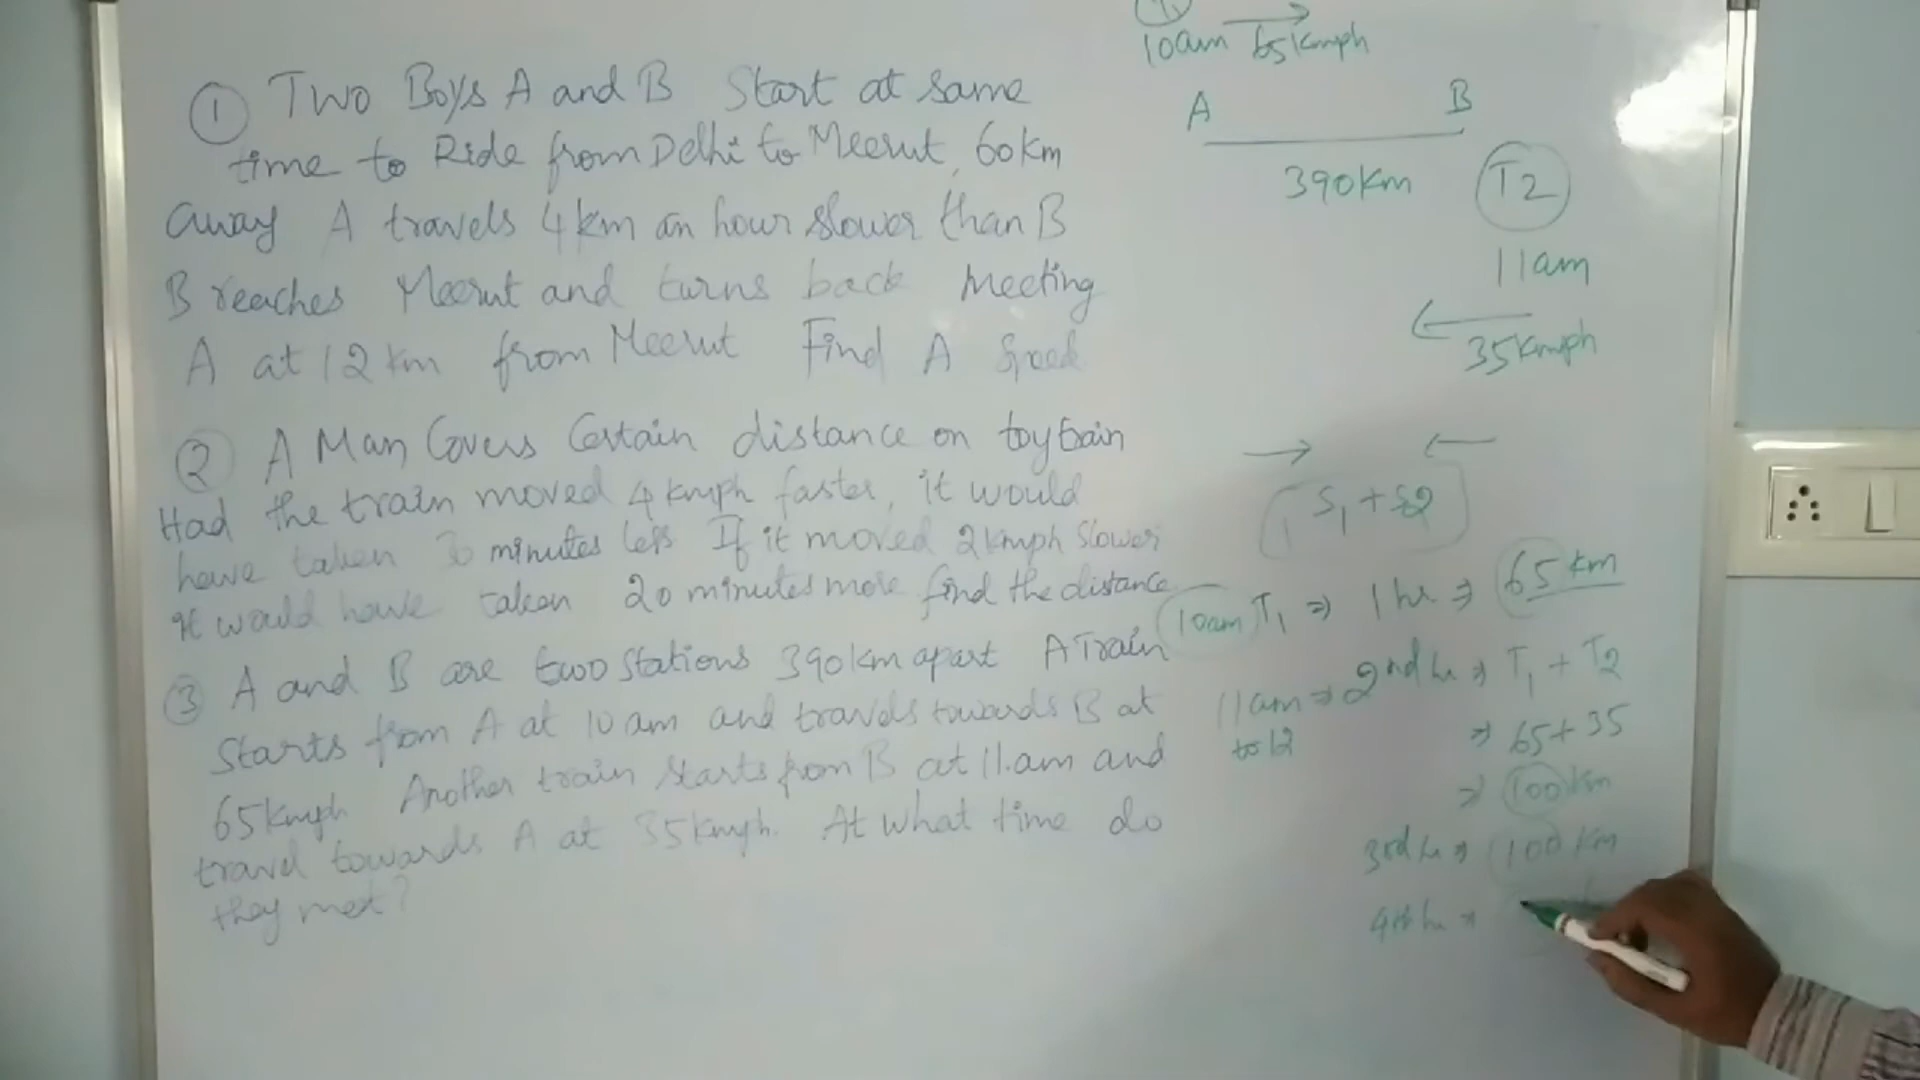 ① Two Boys A and B Start at same
time to Ride from Delhi to Meerut, 60km
away A travels 4km an hour slower than B
B reaches Meerut and turns back meeting
A at 12 km from Meerut Find A Speed
② A Man Covers Certain distance on toytrain
Had the train moved 4 kmph faster, it would
have taken minutes less If it moved 2kmph slower
it would have taken 20 minutes more find the distance
③ A and B are two stations 390km apart A Train
Starts from A at 10 am and travels towards B at
65kmph Another train starts from B at 11.am and
travel towards A at 35kmph. At what time do
they met?
10am 65kmph
A B
390km T2
11am
35kmph
S₁ + S2
10am T₁ ⇒ 1 hr ⇒ 65 km
11am ⇒ 2nd hr ⇒ T₁ + T2
to 12 ⇒ 65+35
⇒ 100km
3rd hr ⇒ 100 km
4th hr ⇒